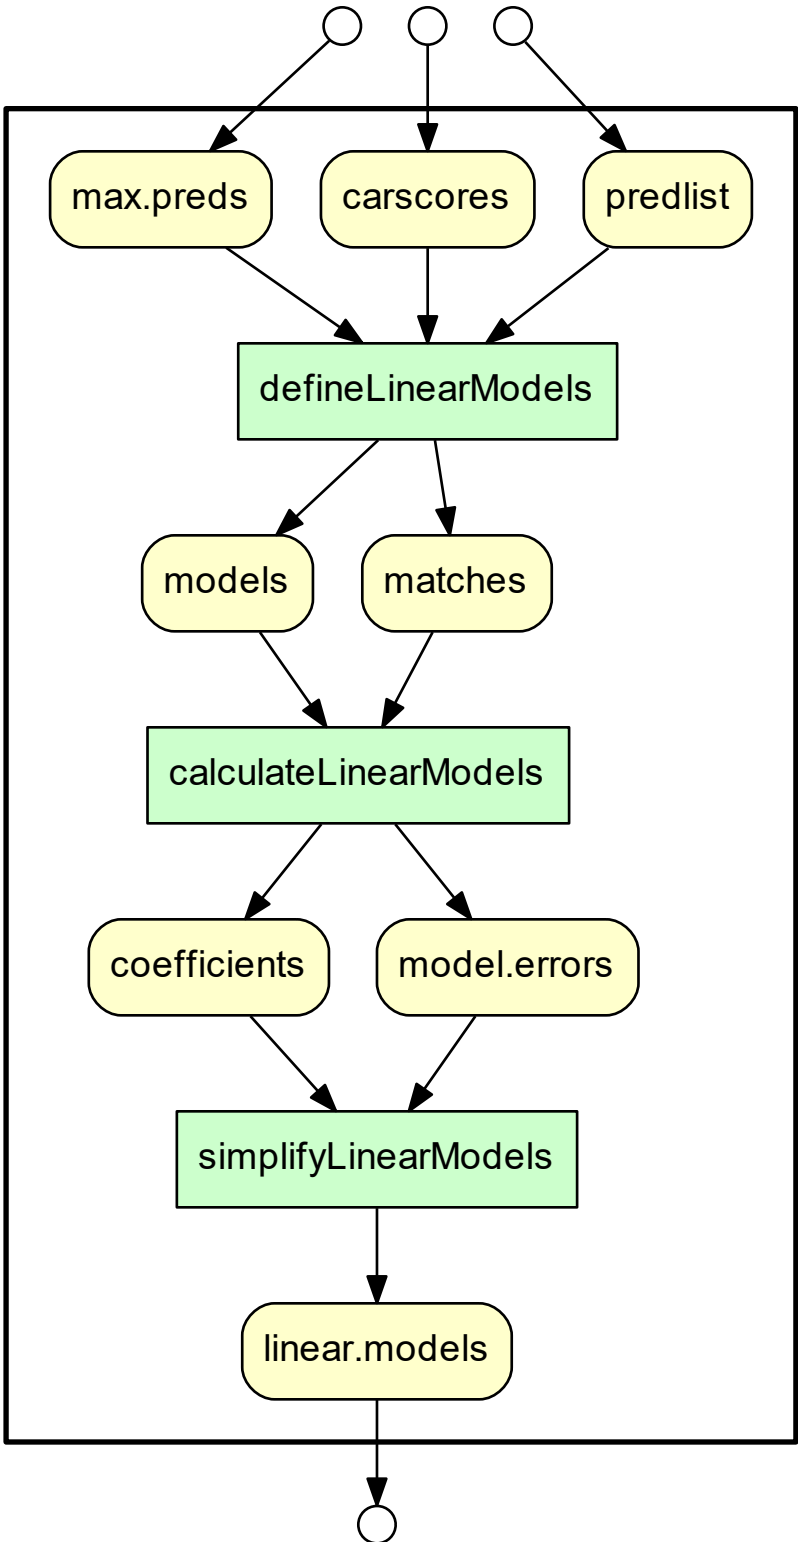 max.preds
carscores
predlist
defineLinearModels
models
matches
calculateLinearModels
coefficients
model.errors
simplifyLinearModels
linear.models